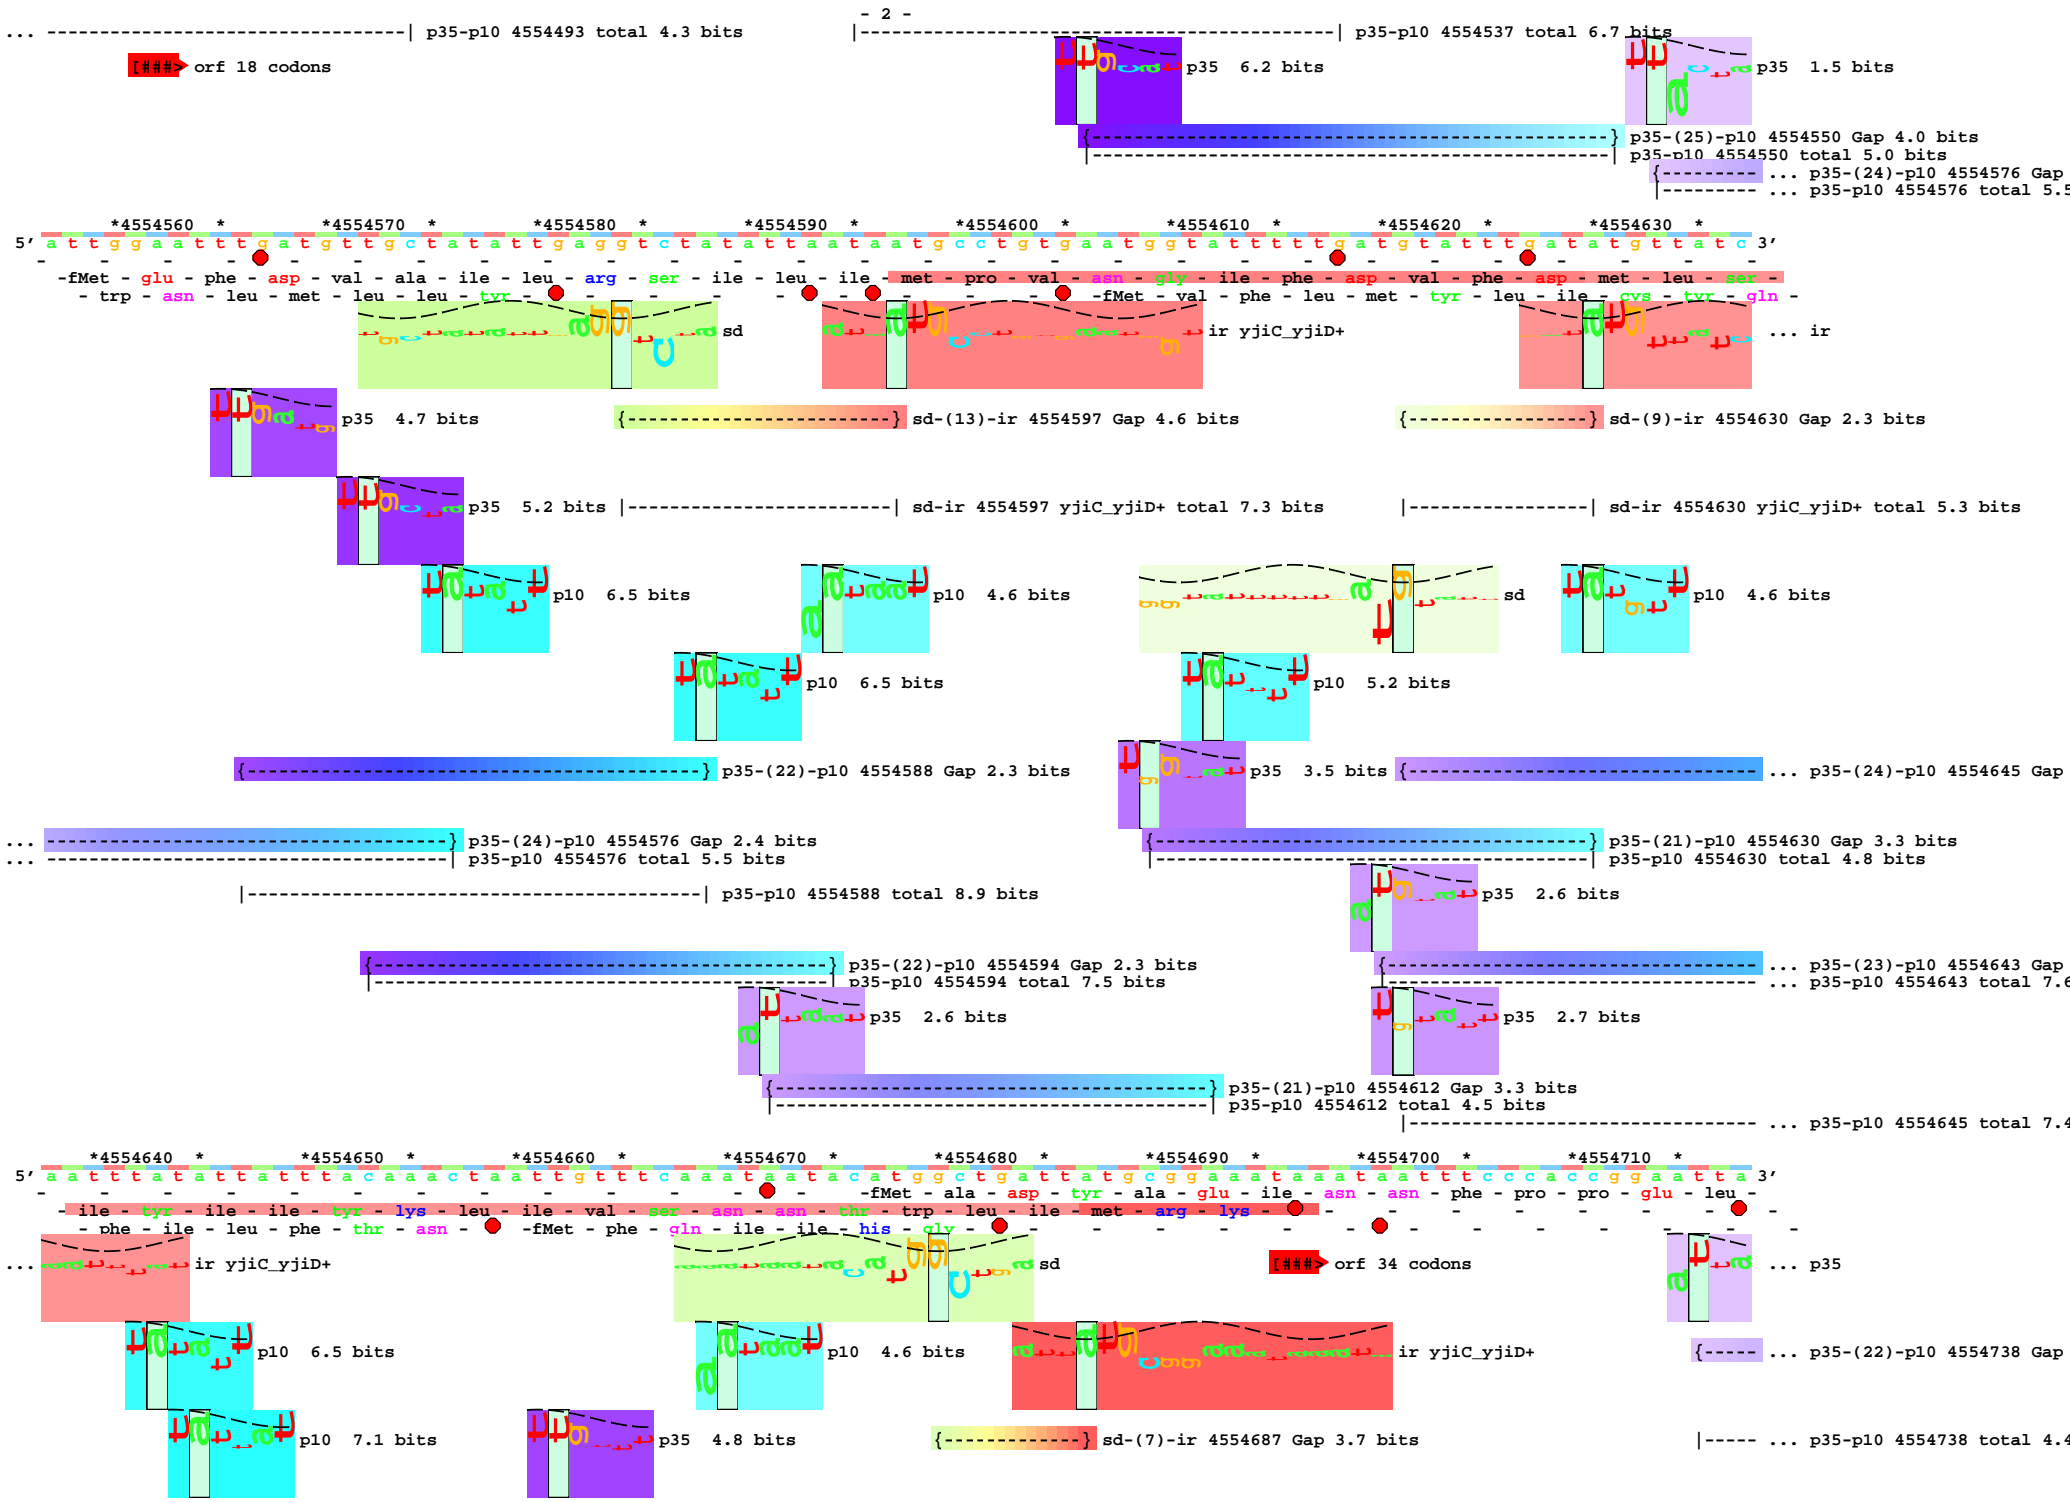 - 2 -
... ----------------------------------| p35-p10 4554493 total 4.3 bits |---------------------------------------------| p35-p10 4554537 total 6.7 bits
[###> orf 18 codons
ttgcat p35 6.2 bits
ttacta p35 1.5 bits
{--------------------------------------------------} p35-(25)-p10 4554550 Gap 4.0 bits
|--------------------------------------------------| p35-p10 4554550 total 5.0 bits
{--------- ... p35-(24)-p10 4554576 Gap
|--------- ... p35-p10 4554576 total 5.5
*4554560 * *4554570 * *4554580 * *4554590 * *4554600 * *4554610 * *4554620 * *4554630 *
5' a t t g g a a t t t g a t g t t g c t a t a t t g a g g t c t a t a t t a a t a a t g c c t g t g a a t g g t a t t t t t g a t g t a t t t g a t a t g t t a t c 3'
-fMet - glu - phe - asp - val - ala - ile - leu - arg - ser - ile - leu - ile - met - pro - val - asn - gly - ile - phe - asp - val - phe - asp - met - leu - ser -
- trp - asn - leu - met - leu - leu - tyr - - - - - - -fMet - val - phe - leu - met - tyr - leu - ile - cys - tyr - gln -
sd
ir yjiC_yjiD+
... ir
p35 4.7 bits
{--------------------------} sd-(13)-ir 4554597 Gap 4.6 bits
{-----------------} sd-(9)-ir 4554630 Gap 2.3 bits
p35 5.2 bits |--------------------------| sd-ir 4554597 yjiC_yjiD+ total 7.3 bits |-----------------| sd-ir 4554630 yjiC_yjiD+ total 5.3 bits
p10 6.5 bits
p10 4.6 bits
sd
p10 4.6 bits
p10 6.5 bits
p10 5.2 bits
{--------------------------------------------} p35-(22)-p10 4554588 Gap 2.3 bits
p35 3.5 bits {---------------------------------- ... p35-(24)-p10 4554645 Gap
... ---------------------------------------} p35-(24)-p10 4554576 Gap 2.4 bits
{------------------------------------------} p35-(21)-p10 4554630 Gap 3.3 bits
... ---------------------------------------| p35-p10 4554576 total 5.5 bits
|------------------------------------------| p35-p10 4554630 total 4.8 bits
|--------------------------------------------| p35-p10 4554588 total 8.9 bits
p35 2.6 bits
{--------------------------------------------} p35-(22)-p10 4554594 Gap 2.3 bits
{------------------------------------ ... p35-(23)-p10 4554643 Gap
|--------------------------------------------| p35-p10 4554594 total 7.5 bits
|------------------------------------ ... p35-p10 4554643 total 7.6
p35 2.6 bits
p35 2.7 bits
{------------------------------------------} p35-(21)-p10 4554612 Gap 3.3 bits
|------------------------------------------| p35-p10 4554612 total 4.5 bits
|---------------------------------- ... p35-p10 4554645 total 7.4
*4554640 * *4554650 * *4554660 * *4554670 * *4554680 * *4554690 * *4554700 * *4554710 *
5' a a t t t a t a t t a t t t a c a a a c t a a t t g t t t c a a a t a a t a c a t g g c t g a t t a t g c g g a a a t a a a t a a t t t c c c a c c g g a a t t a 3'
-fMet - ala - asp - tyr - ala - glu - ile - asn - asn - phe - pro - pro - glu - leu -
- ile - tyr - ile - ile - tyr - lys - leu - ile - val - ser - asn - asn - thr - trp - leu - ile - met - arg - lys -
- phe - ile - leu - phe - thr - asn - -fMet - phe - gln - ile - ile - his - gly -
... ir yjiC_yjiD+
sd
[###> orf 34 codons
... p35
p10 6.5 bits
p10 4.6 bits
ir yjiC_yjiD+
{----- ... p35-(22)-p10 4554738 Gap
p10 7.1 bits
p35 4.8 bits
{-------------} sd-(7)-ir 4554687 Gap 3.7 bits
|----- ... p35-p10 4554738 total 4.4